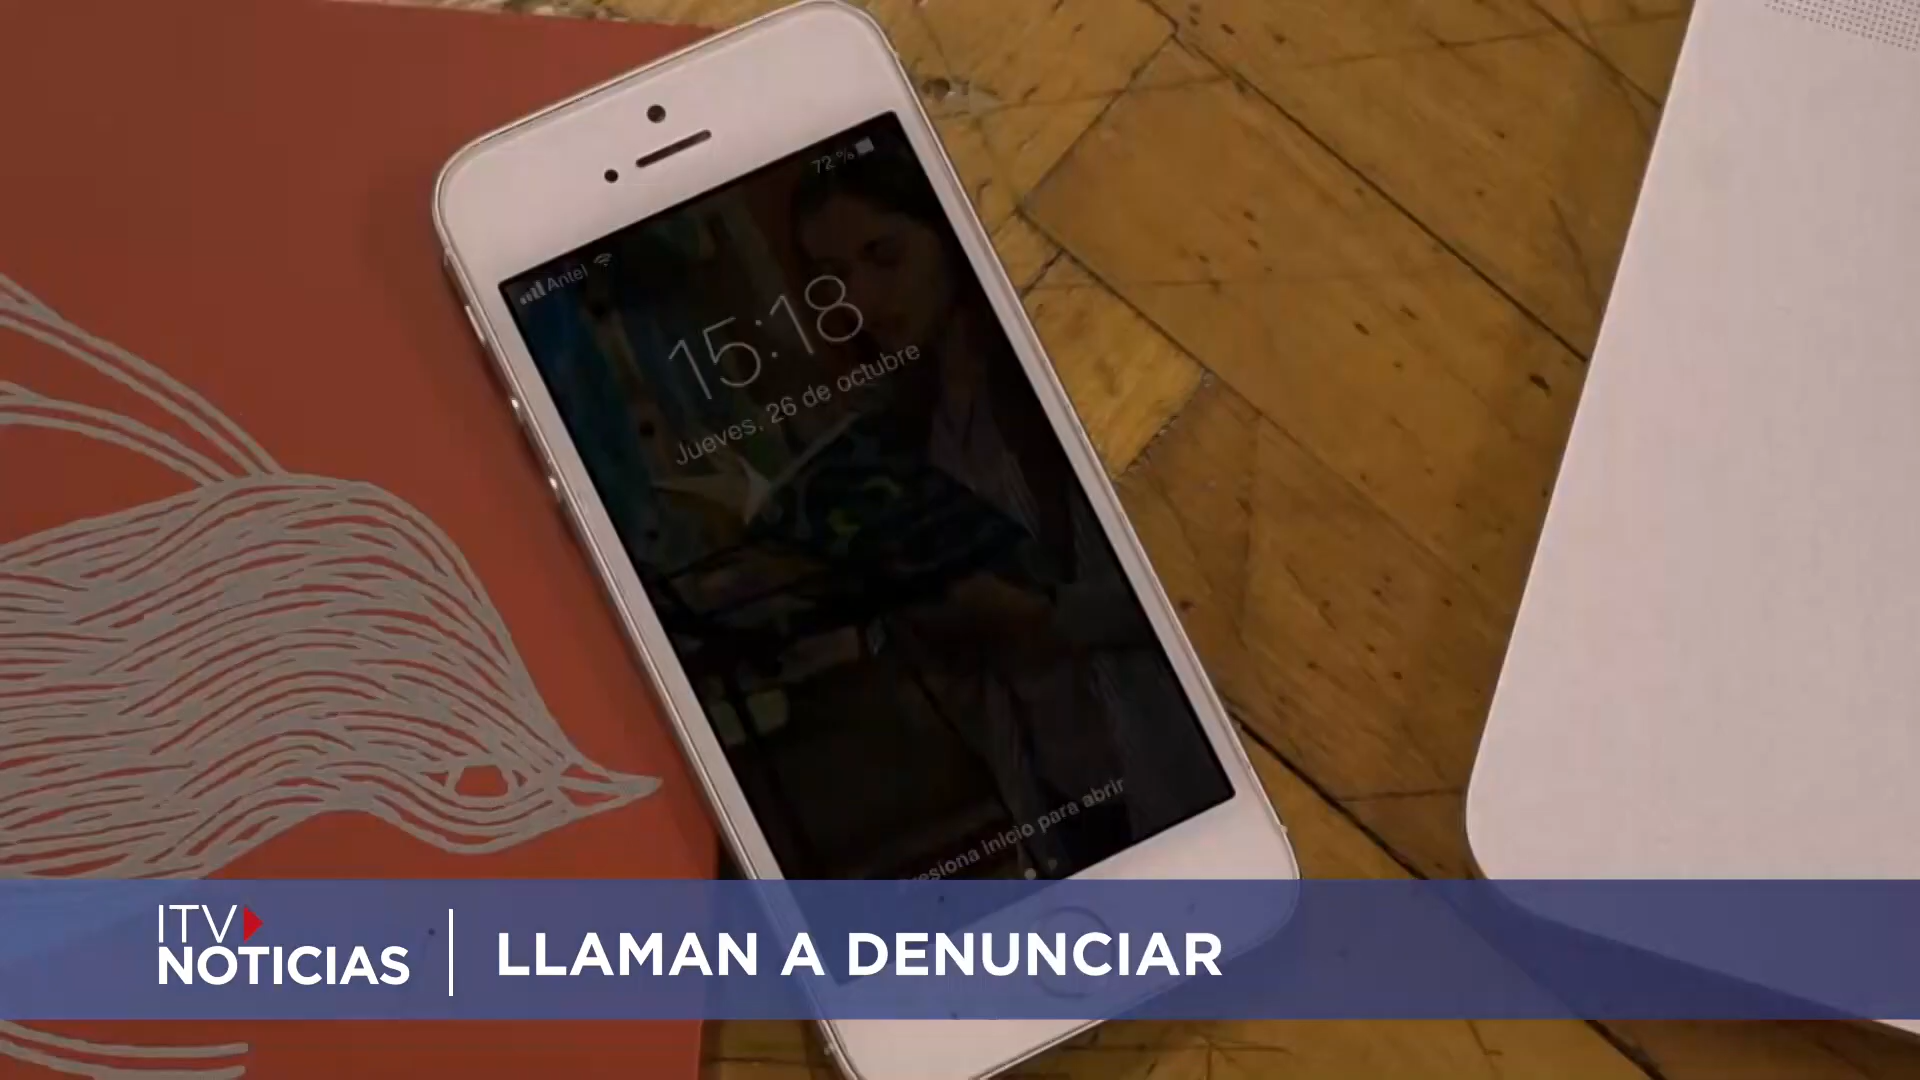 72 %
Antel
15:18
Jueves, 26 de octubre
Presiona inicio para abrir
ITV
NOTICIAS
LLAMAN A DENUNCIAR